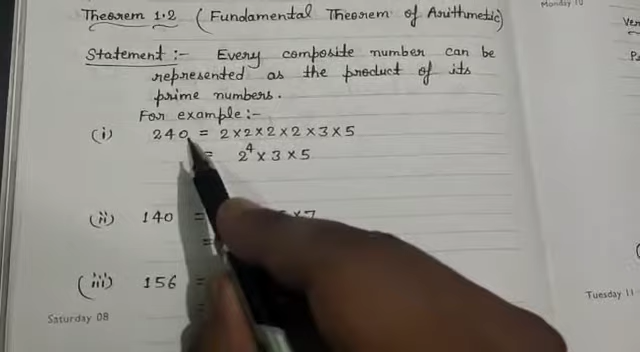 Theorem 1.2 (Fundamental Theorem of Arithmetic)
Statement :- Every composite number can be
represented as the product of its
prime numbers.
For example:-
(i) 240 = 2×2×2×2×3×5
= 2⁴×3×5
(ii) 140 = ×7
=
(iii) 156 =
Saturday 08
Monday 10
Tuesday 11